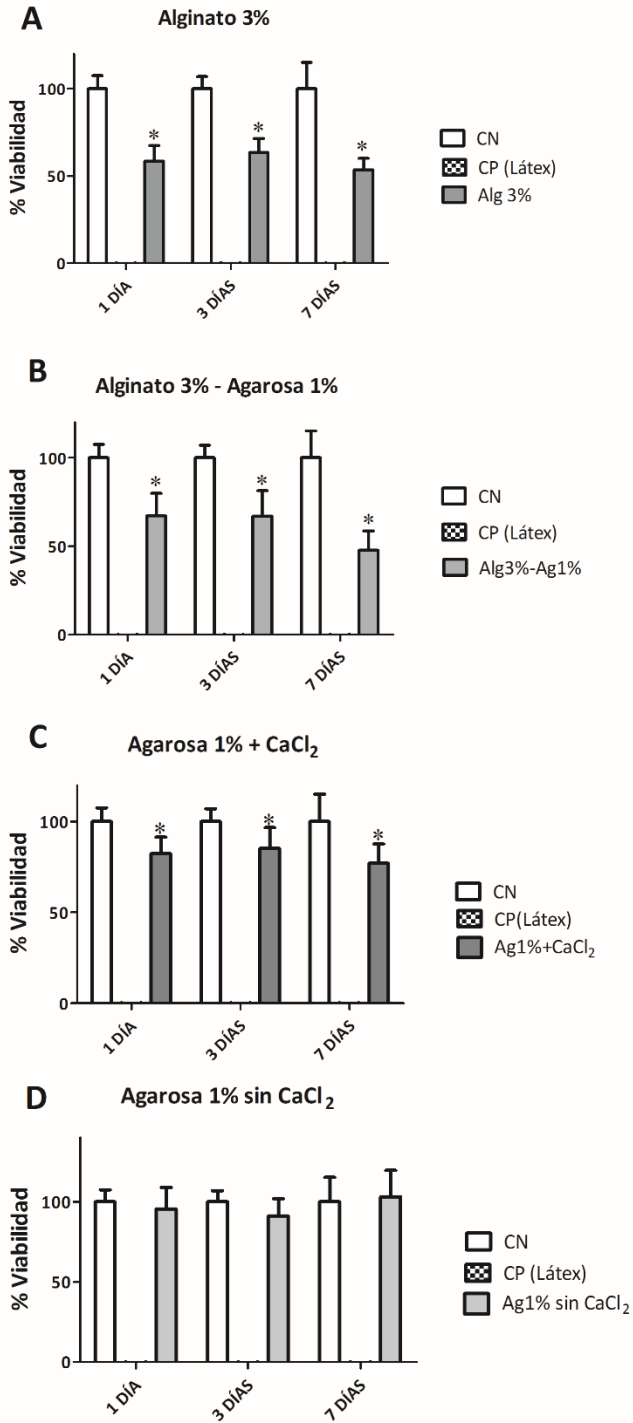 A
Alginato 3%
% Viabilidad
100
50
0
* * *
1 DÍA
3 DÍAS
7 DÍAS
CN
CP (Látex)
Alg 3%
B
Alginato 3% - Agarosa 1%
% Viabilidad
100
50
0
* * *
1 DÍA
3 DÍAS
7 DÍAS
CN
CP (Látex)
Alg3%-Ag1%
C
Agarosa 1% + CaCl₂
% Viabilidad
100
50
0
* * *
1 DÍA
3 DÍAS
7 DÍAS
CN
CP(Látex)
Ag1%+CaCl₂
D
Agarosa 1% sin CaCl₂
% Viabilidad
100
50
0
1 DÍA
3 DÍAS
7 DÍAS
CN
CP (Látex)
Ag1% sin CaCl₂